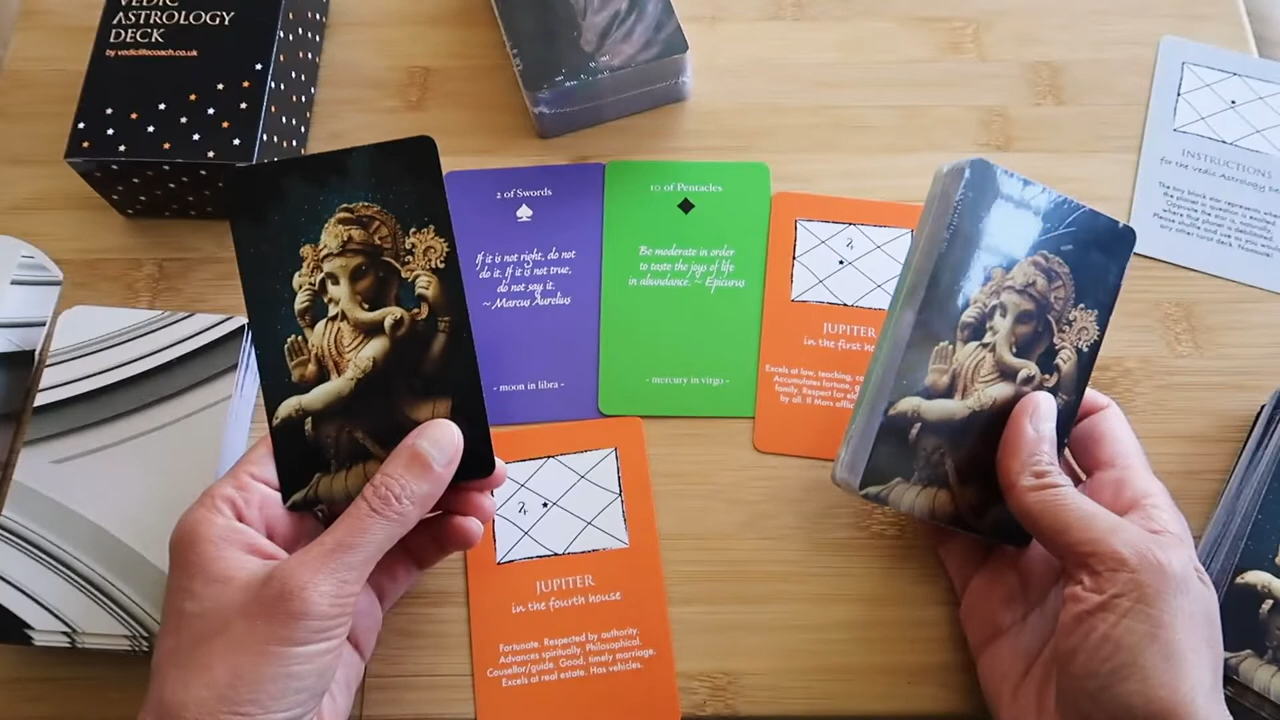 VEDIC
ASTROLOGY
DECK
by vediclifecoach.co.uk
2 of Swords
If it is not right, do not
do it. If it is not true,
do not say it.
~ Marcus Aurelius
- moon in libra -
10 of Pentacles
Be moderate in order
to taste the joys of life
in abundance. ~ Epicurus
- mercury in virgo -
JUPITER
in the first
Excels at law, teaching,
Accumulates fortune,
family. Respect for
by all. If Mars
INSTRUCTIONS
for the Vedic Astrology
The tiny black star represents
the planet in question is exalted.
Opposite the star is, naturally,
where that planet is debilitated.
Please shuffle and use as you would
any other tarot deck.
JUPITER
in the fourth house
Fortunate. Respected by authority.
Advances spiritually. Philosophical.
Counsellor/guide. Good, timely marriage.
Excels at real estate. Has vehicles.